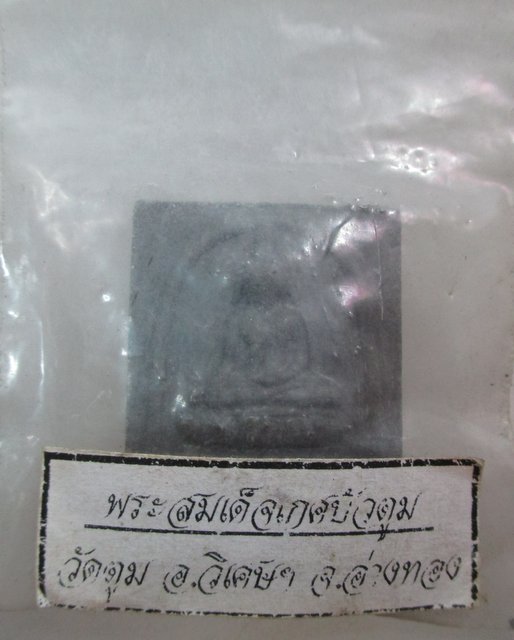 พระสมเด็จเกศบัวตูม
วัดตูม อ.วิเศษฯ จ.อ่างทอง